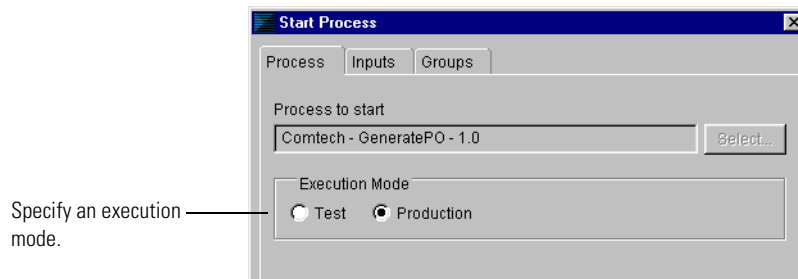 Start Process
Process Inputs Groups
Process to start
Comtech - GeneratePO - 1.0 Select...
Execution Mode
Specify an execution mode.
Test Production